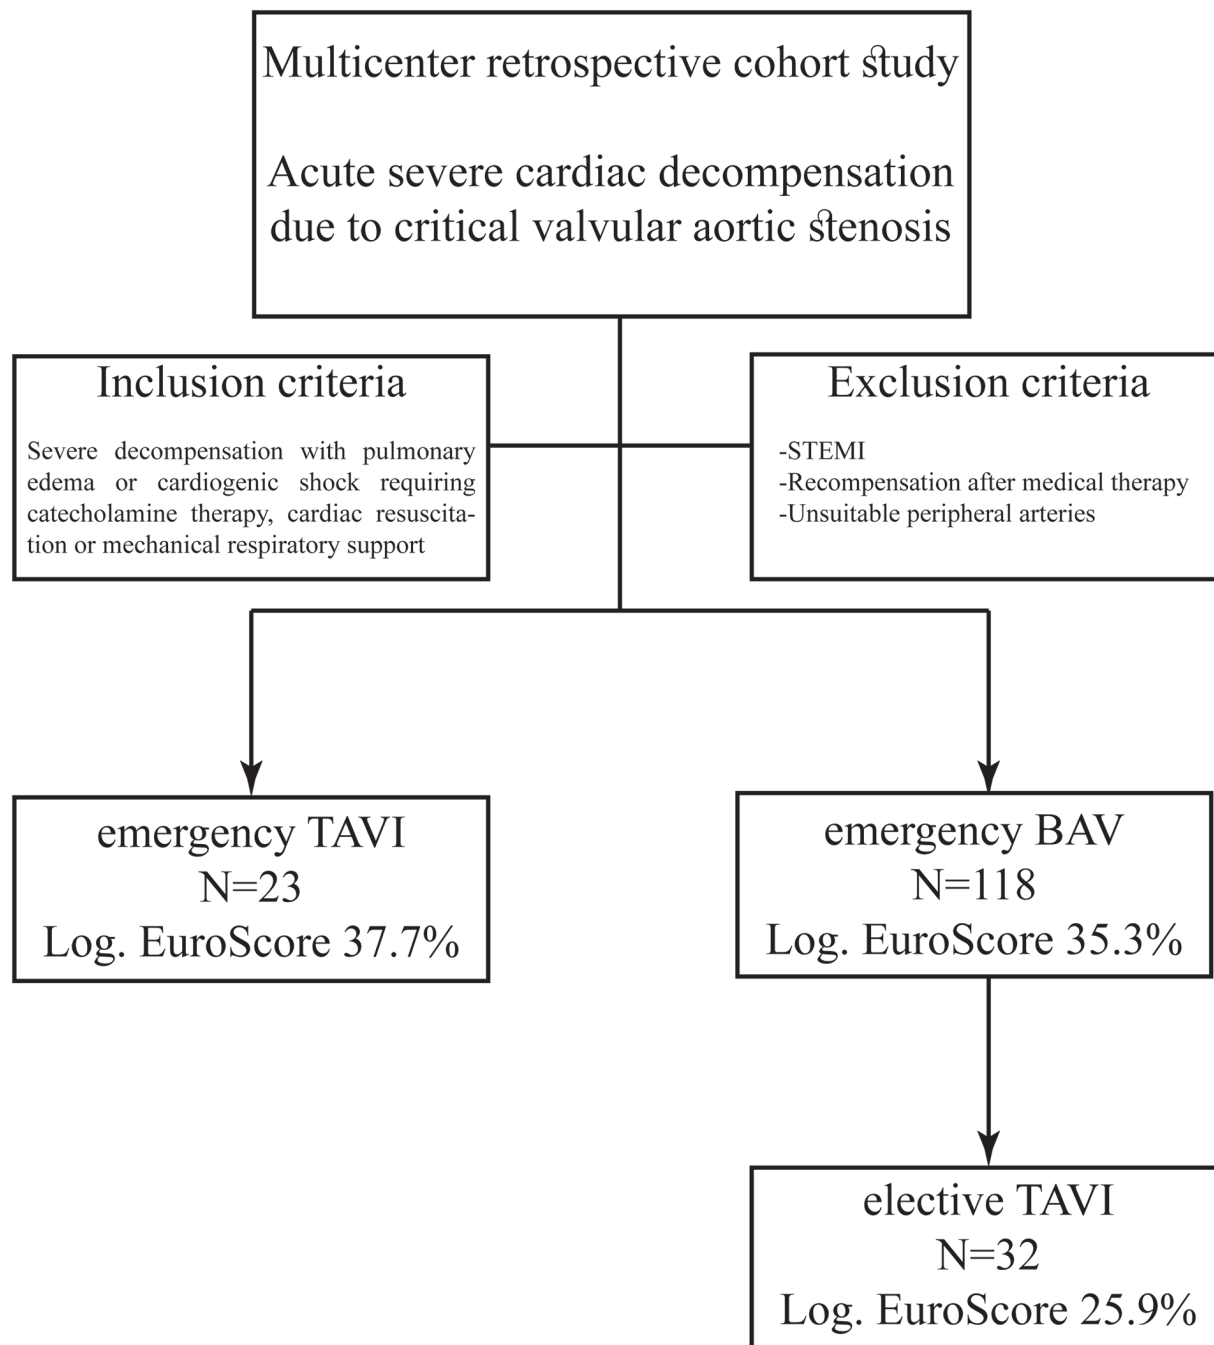 Multicenter retrospective cohort study
Acute severe cardiac decompensation
due to critical valvular aortic stenosis
Inclusion criteria
Severe decompensation with pulmonary
edema or cardiogenic shock requiring
catecholamine therapy, cardiac resuscita-
tion or mechanical respiratory support
Exclusion criteria
-STEMI
-Recompensation after medical therapy
-Unsuitable peripheral arteries
emergency TAVI
N=23
Log. EuroScore 37.7%
emergency BAV
N=118
Log. EuroScore 35.3%
elective TAVI
N=32
Log. EuroScore 25.9%